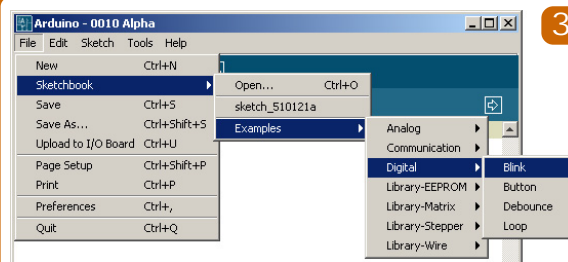 Arduino - 0010 Alpha
3
File Edit Sketch Tools Help
New Ctrl+N
Sketchbook
Save Ctrl+S
Save As... Ctrl+Shift+S
Upload to I/O Board Ctrl+U
Page Setup Ctrl+Shift+P
Print Ctrl+P
Preferences Ctrl+,
Quit Ctrl+Q
Open... Ctrl+O
sketch_510121a
Examples
Analog
Communication
Digital
Library-EEPROM
Library-Matrix
Library-Stepper
Library-Wire
Blink
Button
Debounce
Loop